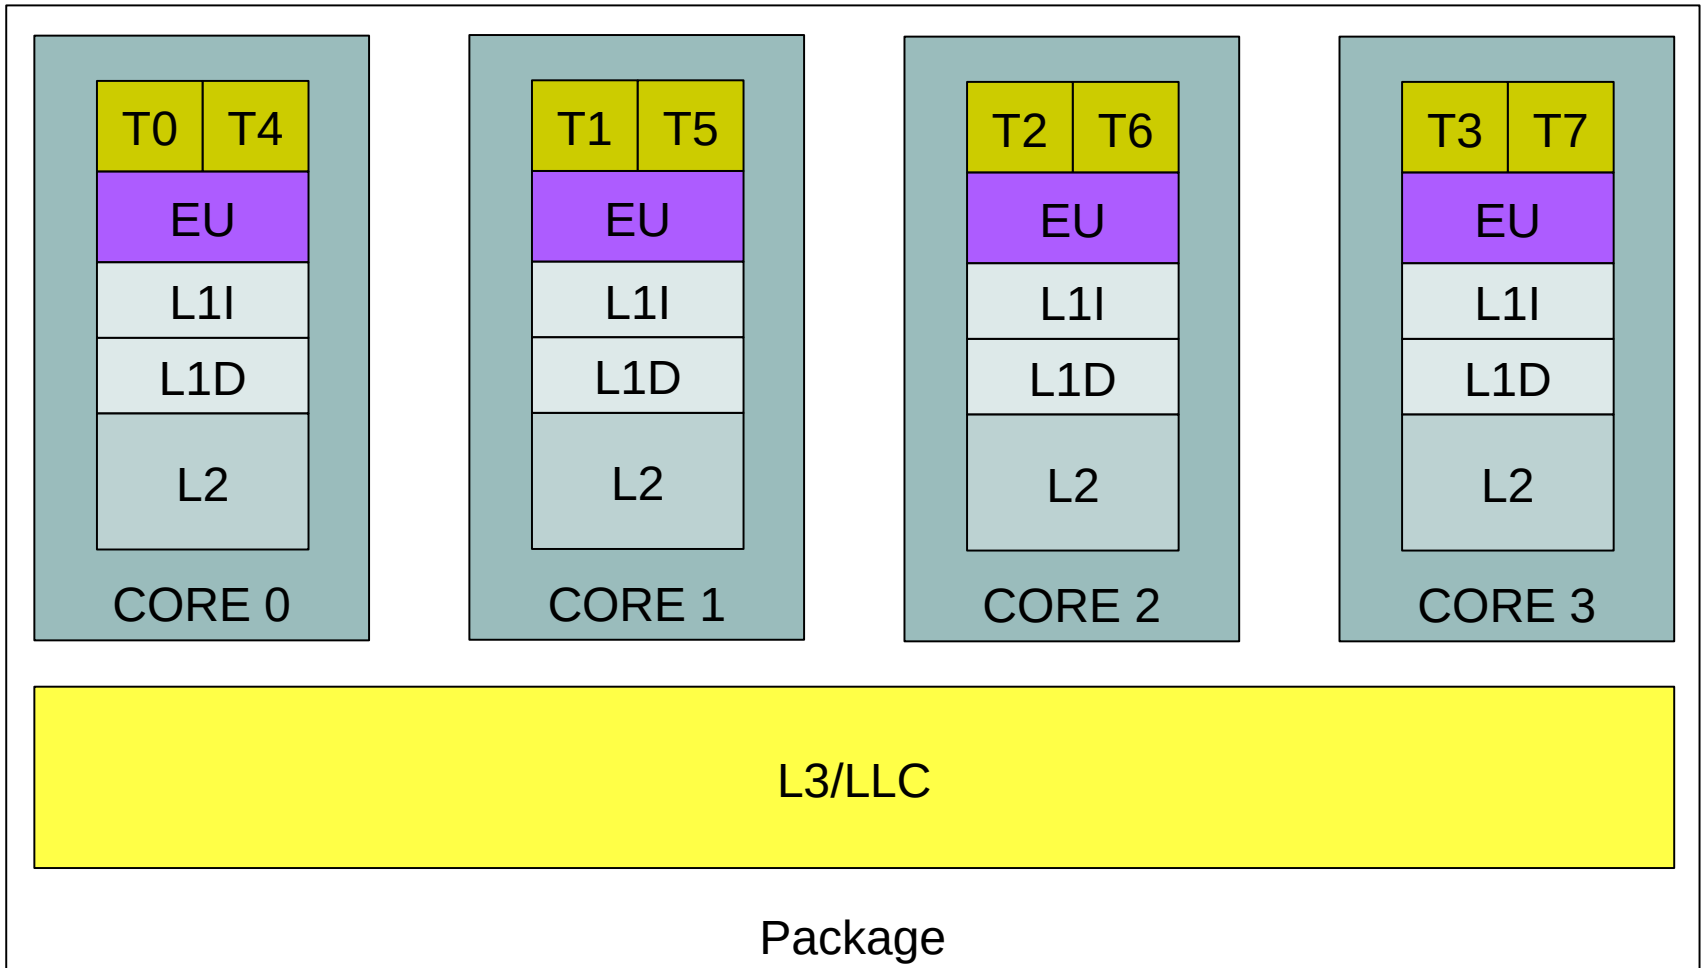 T0 T4 T1 T5 T2 T6 T3 T7
EU EU EU EU
L1I L1I L1I L1I
L1D L1D L1D L1D
L2 L2 L2 L2
CORE 0 CORE 1 CORE 2 CORE 3
L3/LLC
Package